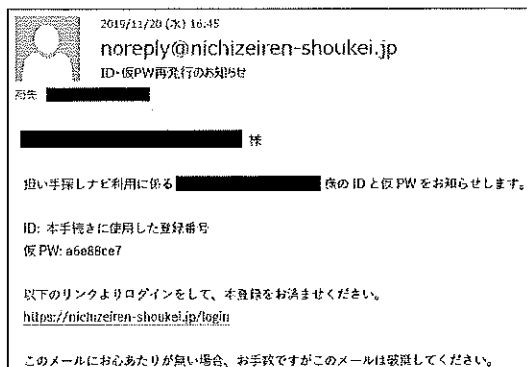 2019/11/20 (水) 16:45
noreply@nichizeiren-shoukei.jp
ID・仮PW再発行のお知らせ
宛先
様
担い手探しナビ利用に係る 様の ID と仮 PW をお知らせします。
ID: 本手続きに使用した登録番号
仮 PW: a6e88ce7
以下のリンクよりログインをして、本登録をお済ませください。
https://nichizeiren-shoukei.jp/login
このメールにお心あたりが無い場合、お手数ですがこのメールは破棄してください。